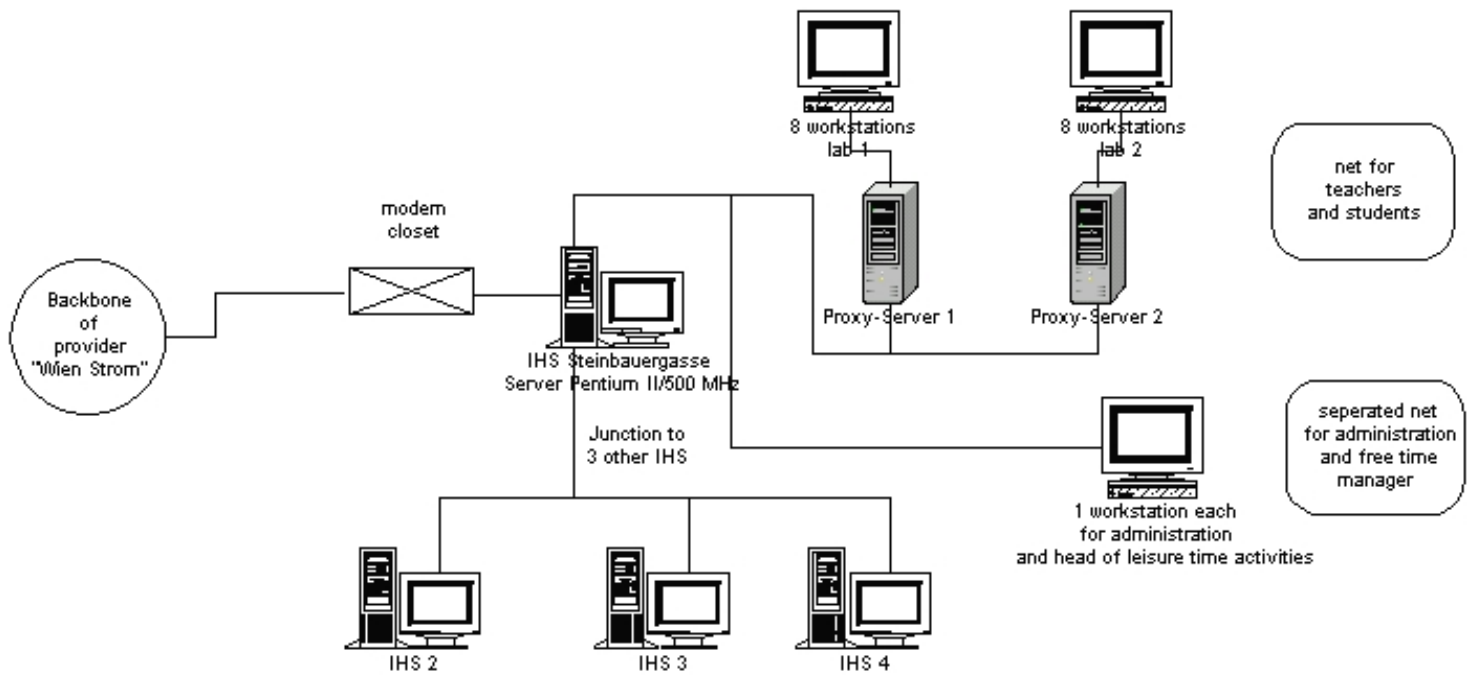 8 workstations
lab 1
8 workstations
lab 2
net for
teachers
and students
modem
closet
Backbone
of
provider
"Wien Strom"
Proxy-Server 1
Proxy-Server 2
IHS Steinbauergasse
Server Pentium II/500 MHz
seperated net
for administration
and free time
manager
Junction to
3 other IHS
1 workstation each
for administration
and head of leisure time activities
IHS 2
IHS 3
IHS 4